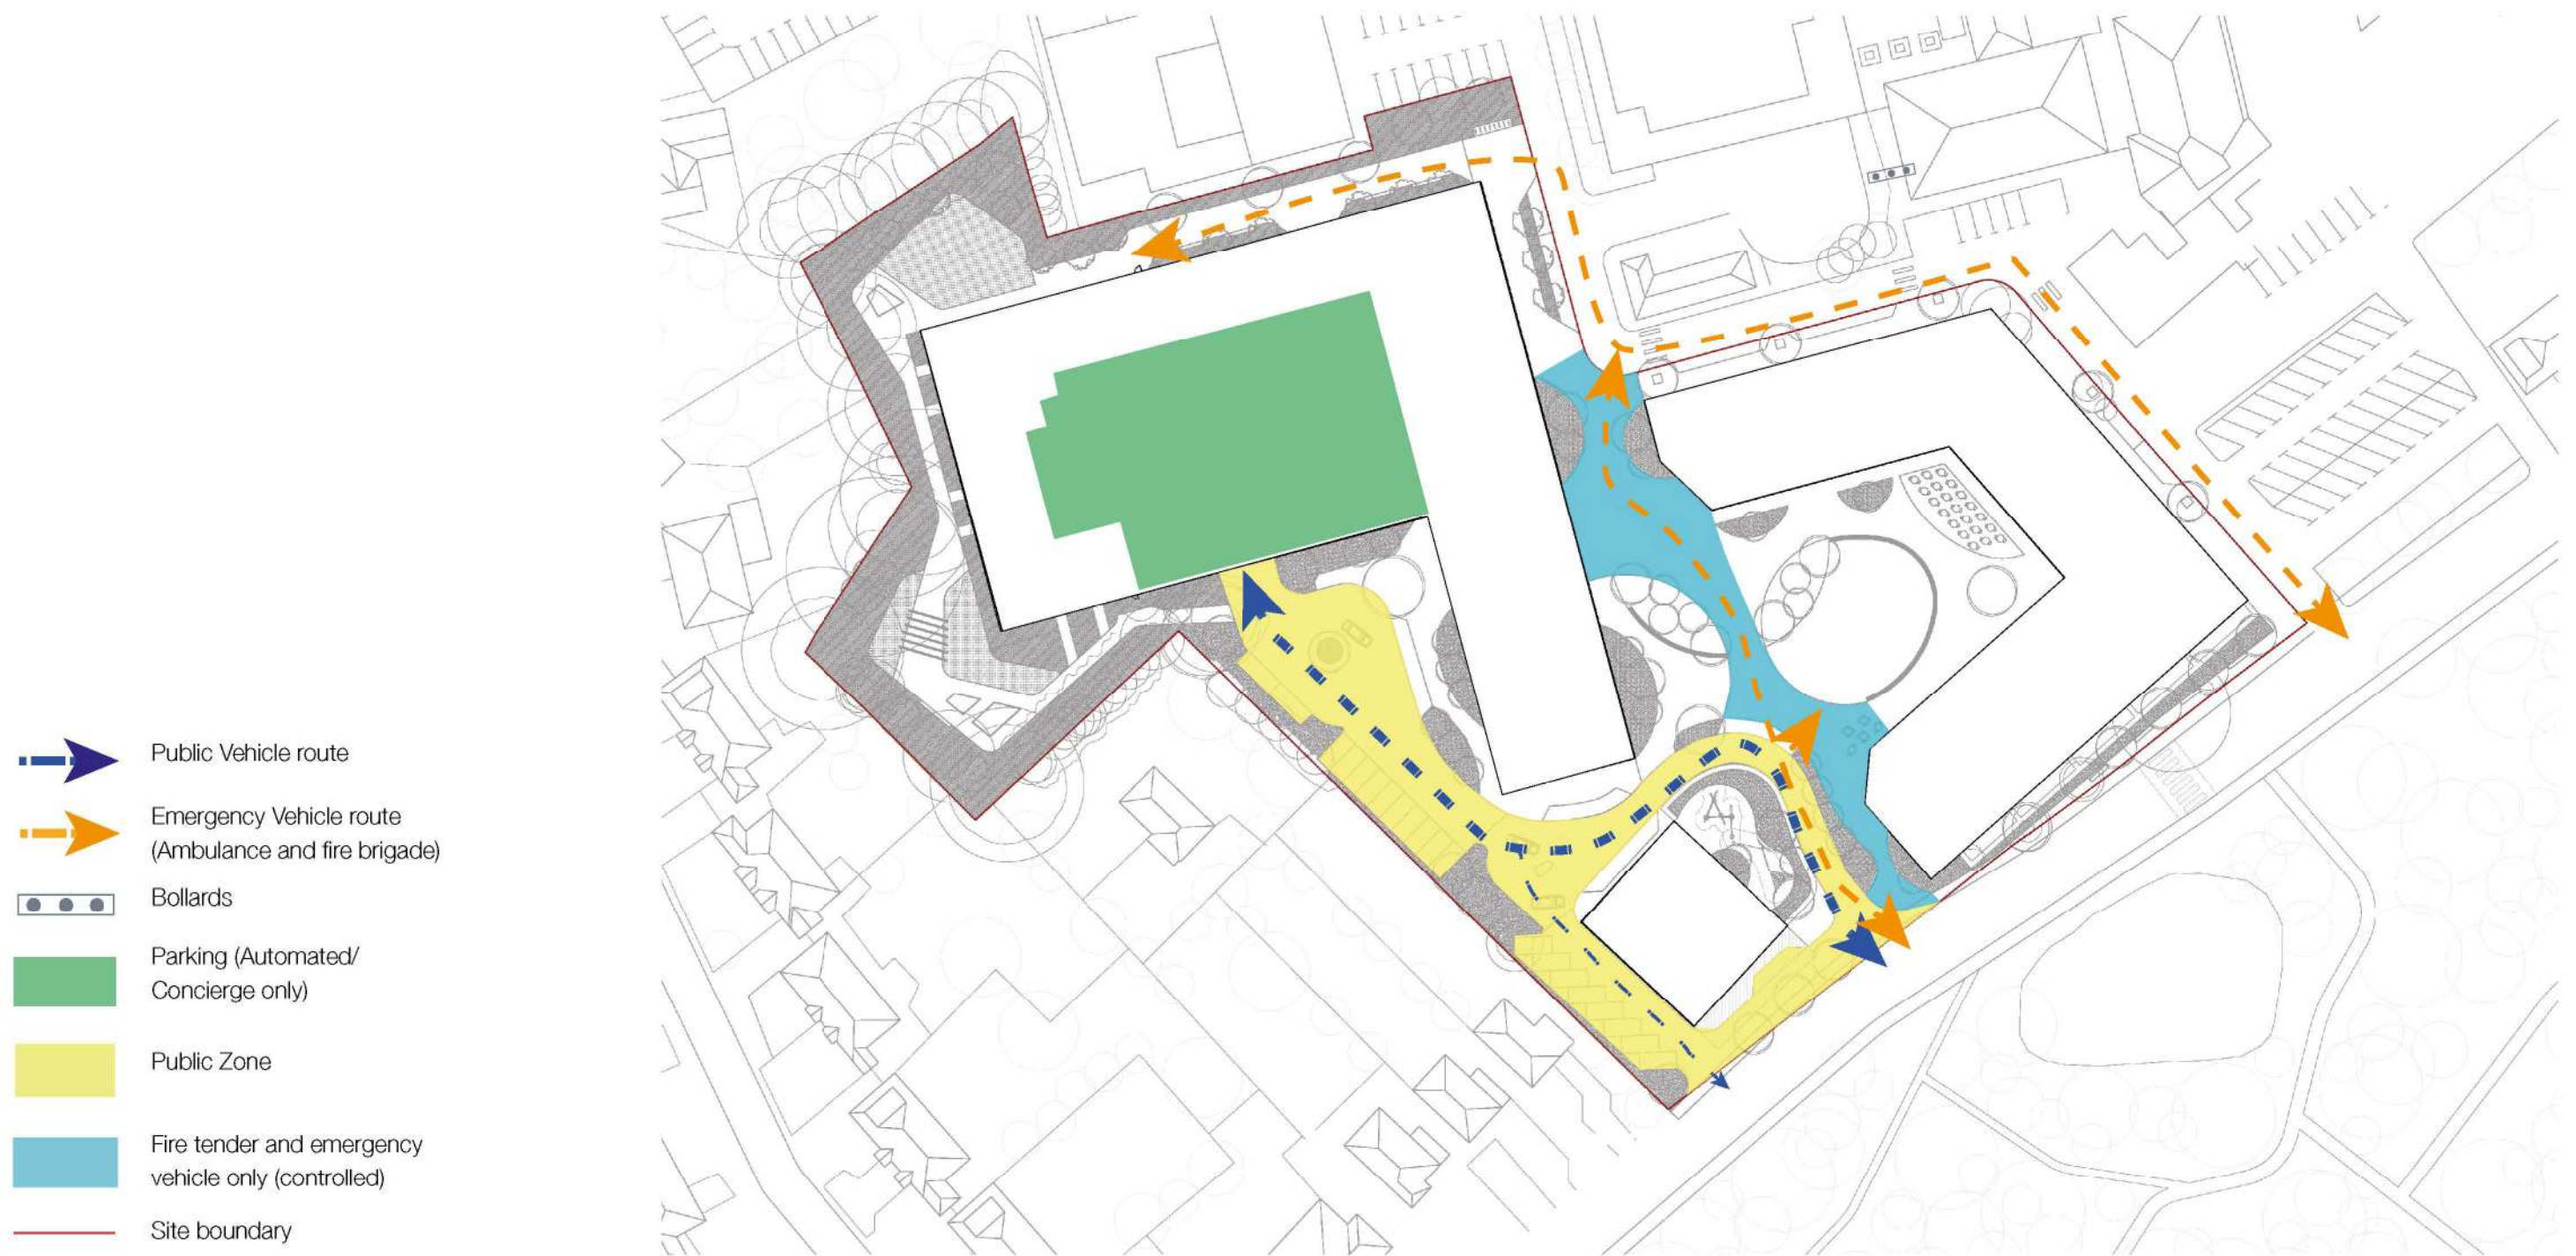 Public Vehicle route
Emergency Vehicle route
(Ambulance and fire brigade)
Bollards
Parking (Automated/
Concierge only)
Public Zone
Fire tender and emergency
vehicle only (controlled)
Site boundary